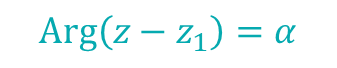 Arg(z − z₁) = α